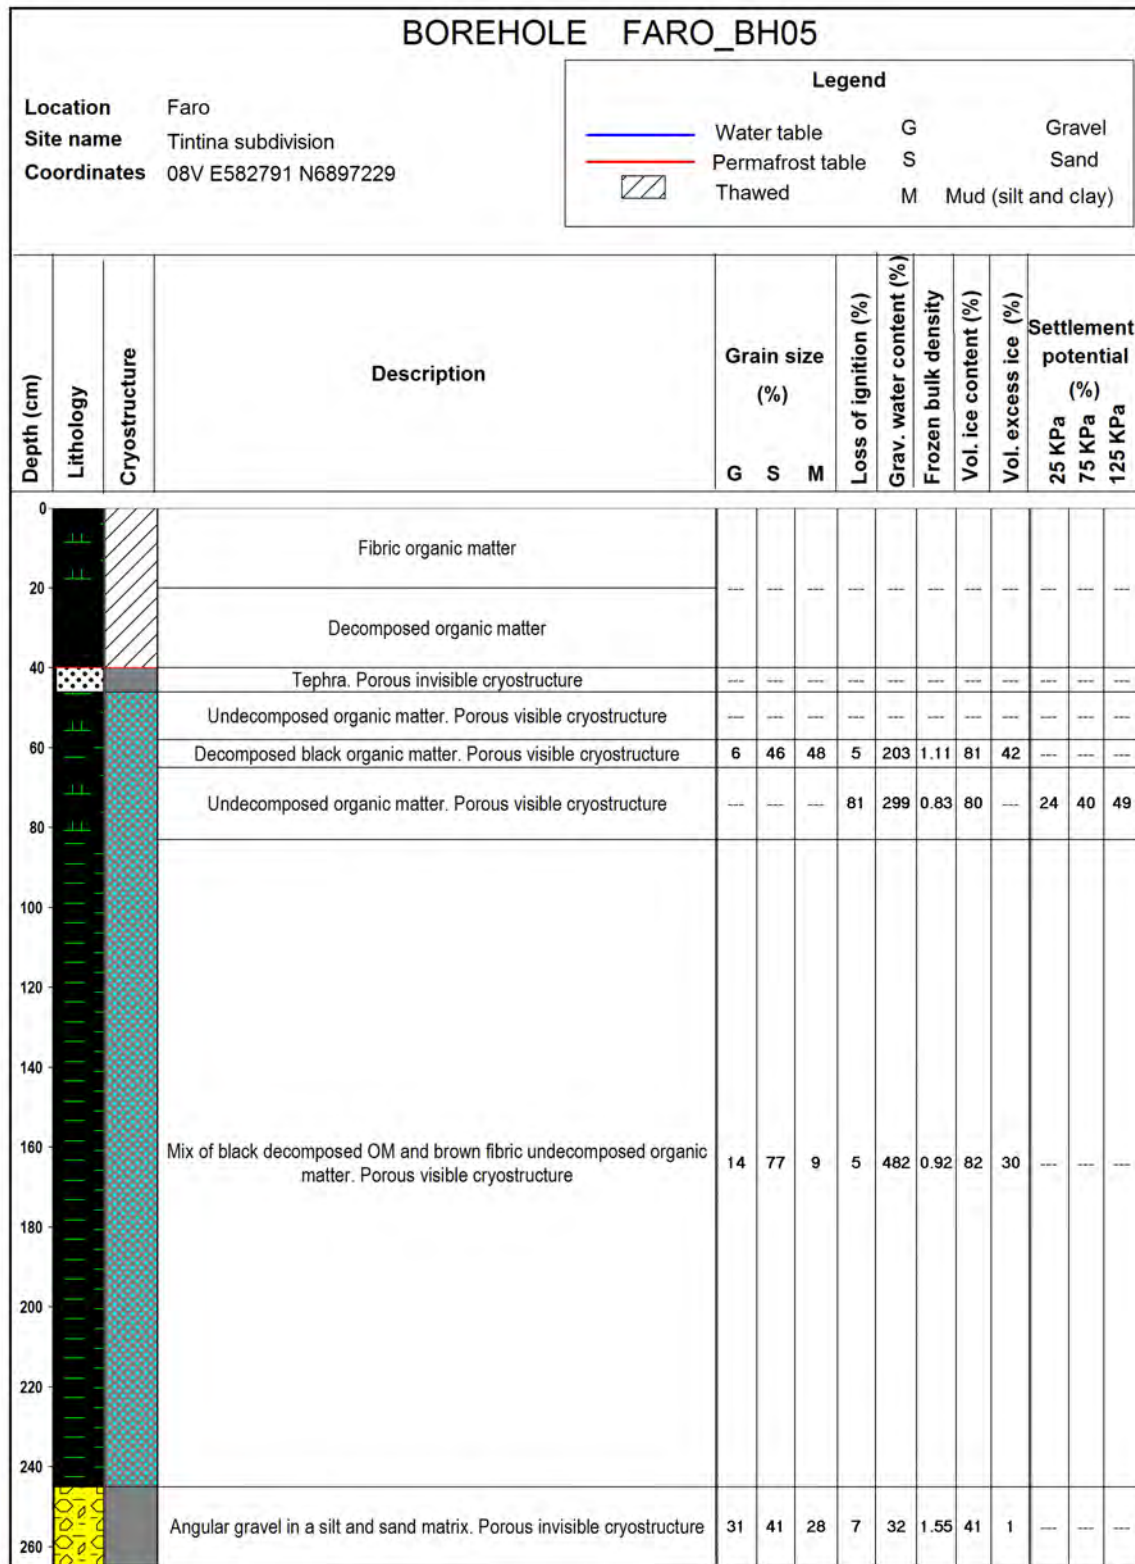 BOREHOLE FARO_BH05
Location Faro
Site name Tintina subdivision
Coordinates 08V E582791 N6897229
Legend
Water table G Gravel
Permafrost table S Sand
Thawed M Mud (silt and clay)
Depth (cm)
Lithology
Cryostructure
Description
Grain size
(%)
G S M
Loss of ignition (%)
Grav. water content (%)
Frozen bulk density
Vol. ice content (%)
Vol. excess ice (%)
Settlement
potential
(%)
25 KPa
75 KPa
125 KPa
0
Fibric organic matter
20 --- --- --- --- --- --- --- --- --- --- ---
Decomposed organic matter
40
Tephra. Porous invisible cryostructure --- --- --- --- --- --- --- --- --- --- ---
Undecomposed organic matter. Porous visible cryostructure --- --- --- --- --- --- --- --- --- --- ---
60 Decomposed black organic matter. Porous visible cryostructure 6 46 48 5 203 1.11 81 42 --- --- ---
Undecomposed organic matter. Porous visible cryostructure --- --- --- 81 299 0.83 80 --- 24 40 49
80
100
120
140
160 Mix of black decomposed OM and brown fibric undecomposed organic
matter. Porous visible cryostructure 14 77 9 5 482 0.92 82 30 --- --- ---
180
200
220
240
Angular gravel in a silt and sand matrix. Porous invisible cryostructure 31 41 28 7 32 1.55 41 1 --- --- ---
260